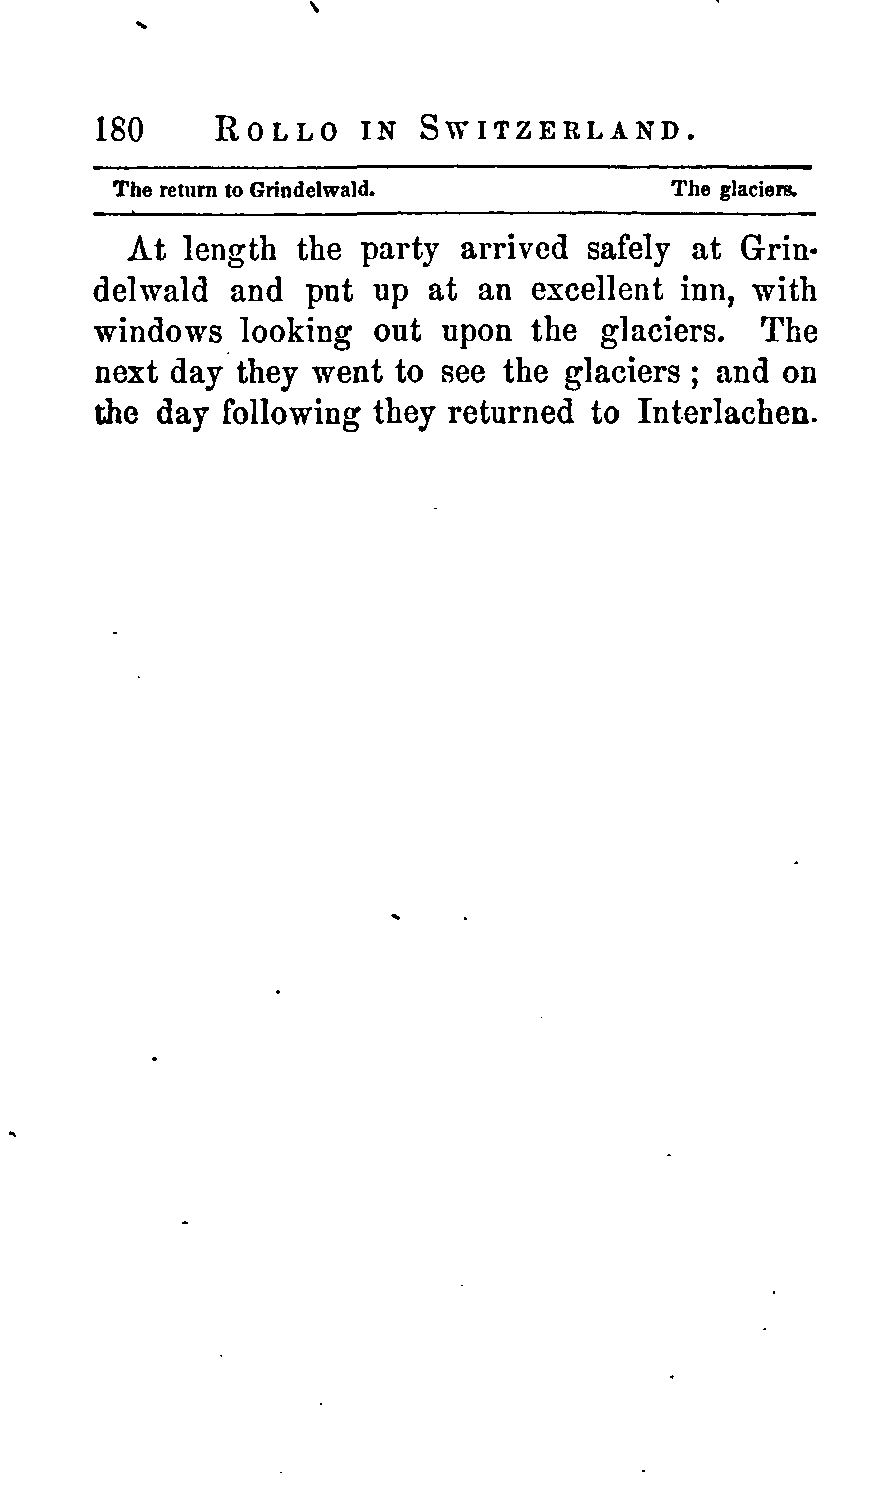 180 ROLLO IN SWITZERLAND.
The return to Grindelwald. The glaciers.
At length the party arrived safely at Grin-
delwald and put up at an excellent inn, with
windows looking out upon the glaciers. The
next day they went to see the glaciers ; and on
the day following they returned to Interlachen.